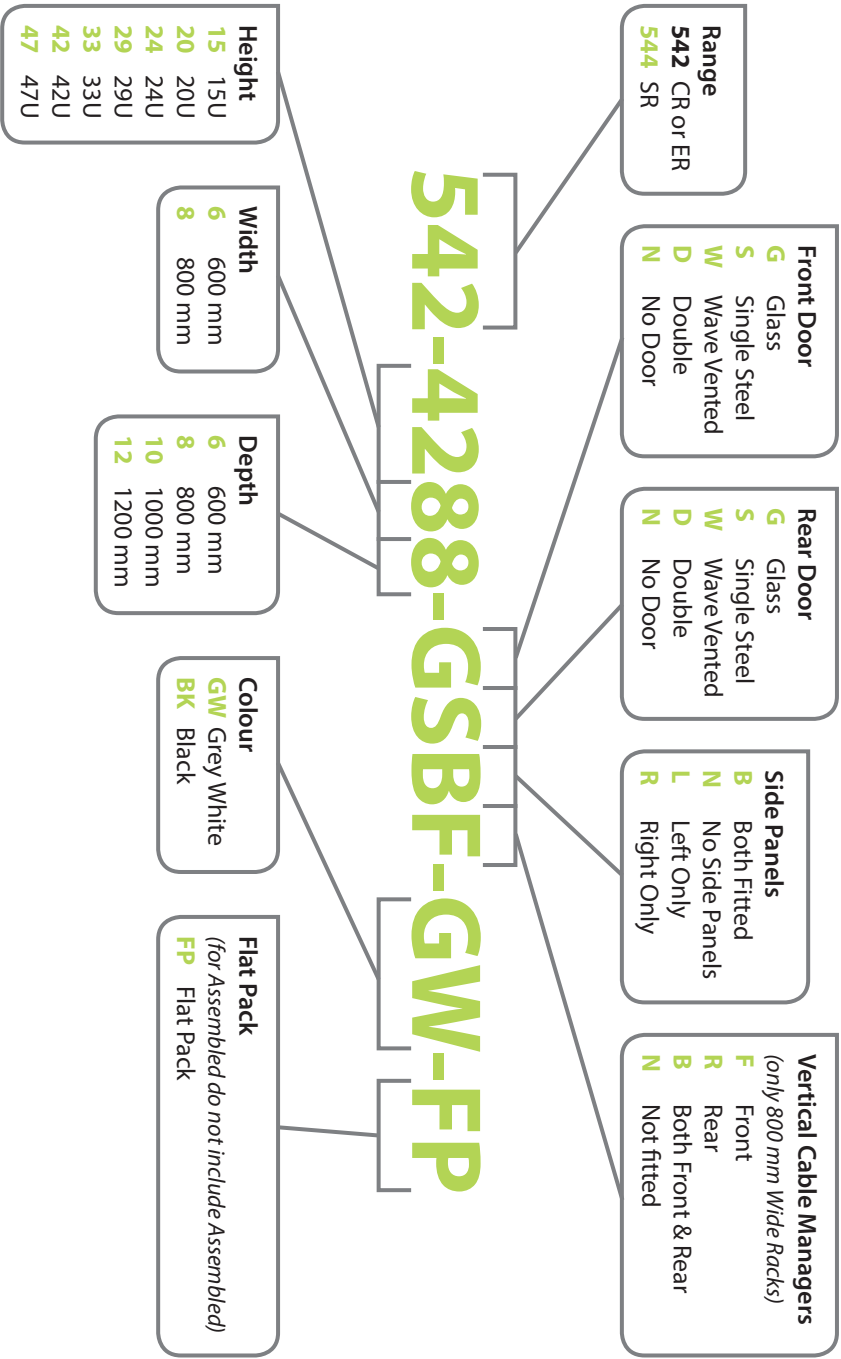 Range
542 CR or ER
544 SR
Front Door
G Glass
S Single Steel
W Wave Vented
D Double
N No Door
Rear Door
G Glass
S Single Steel
W Wave Vented
D Double
N No Door
Side Panels
B Both Fitted
N No Side Panels
L Left Only
R Right Only
Vertical Cable Managers
(only 800 mm Wide Racks)
F Front
R Rear
B Both Front & Rear
N Not fitted
542-4288-GSBF-GW-FP
Height
15 15U
20 20U
24 24U
29 29U
33 33U
42 42U
47 47U
Width
6 600 mm
8 800 mm
Depth
6 600 mm
8 800 mm
10 1000 mm
12 1200 mm
Colour
GW Grey White
BK Black
Flat Pack
(for Assembled do not include Assembled)
FP Flat Pack